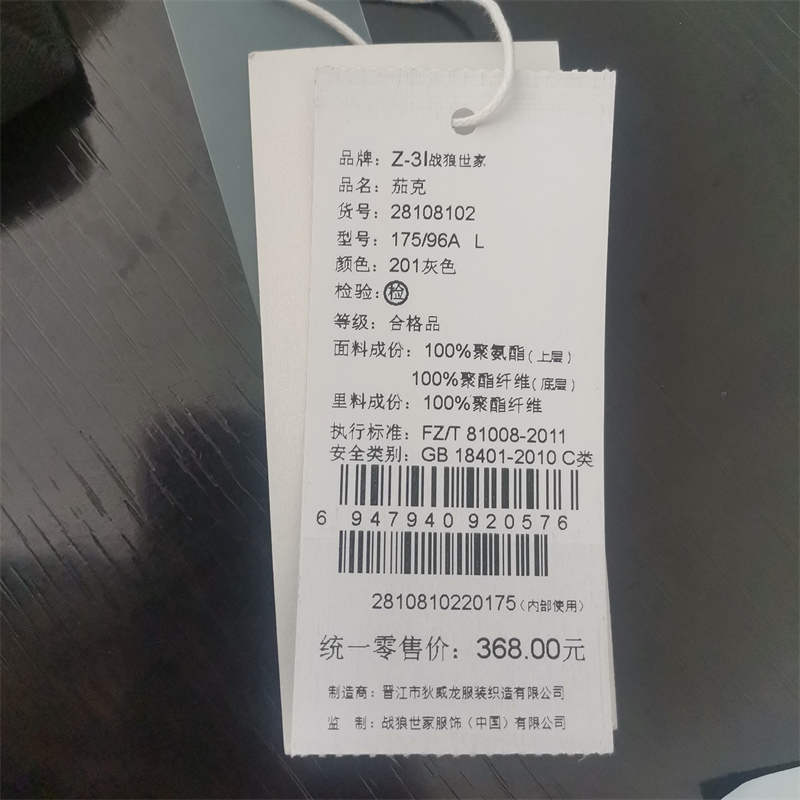 品牌：Z-3I战狼世家
品名：茄克
货号：28108102
型号：175/96A L
颜色：201灰色
检验：检
等级：合格品
面料成份：100%聚氨酯（上层）
100%聚酯纤维（底层）
里料成份：100%聚酯纤维
执行标准：FZ/T 81008-2011
安全类别：GB 18401-2010 C类
6 947940 920576
2810810220175（内部使用）
统一零售价：368.00元
制造商：晋江市狄威龙服装织造有限公司
监 制：战狼世家服饰（中国）有限公司